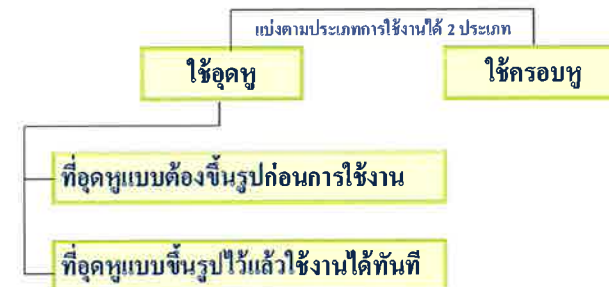 แบ่งตามประเภทการใช้งานได้ 2 ประเภท
ใช้อุดหู
ใช้ครอบหู
ที่อุดหูแบบต้องขึ้นรูปก่อนการใช้งาน
ที่อุดหูแบบขึ้นรูปไว้แล้วใช้งานได้ทันที